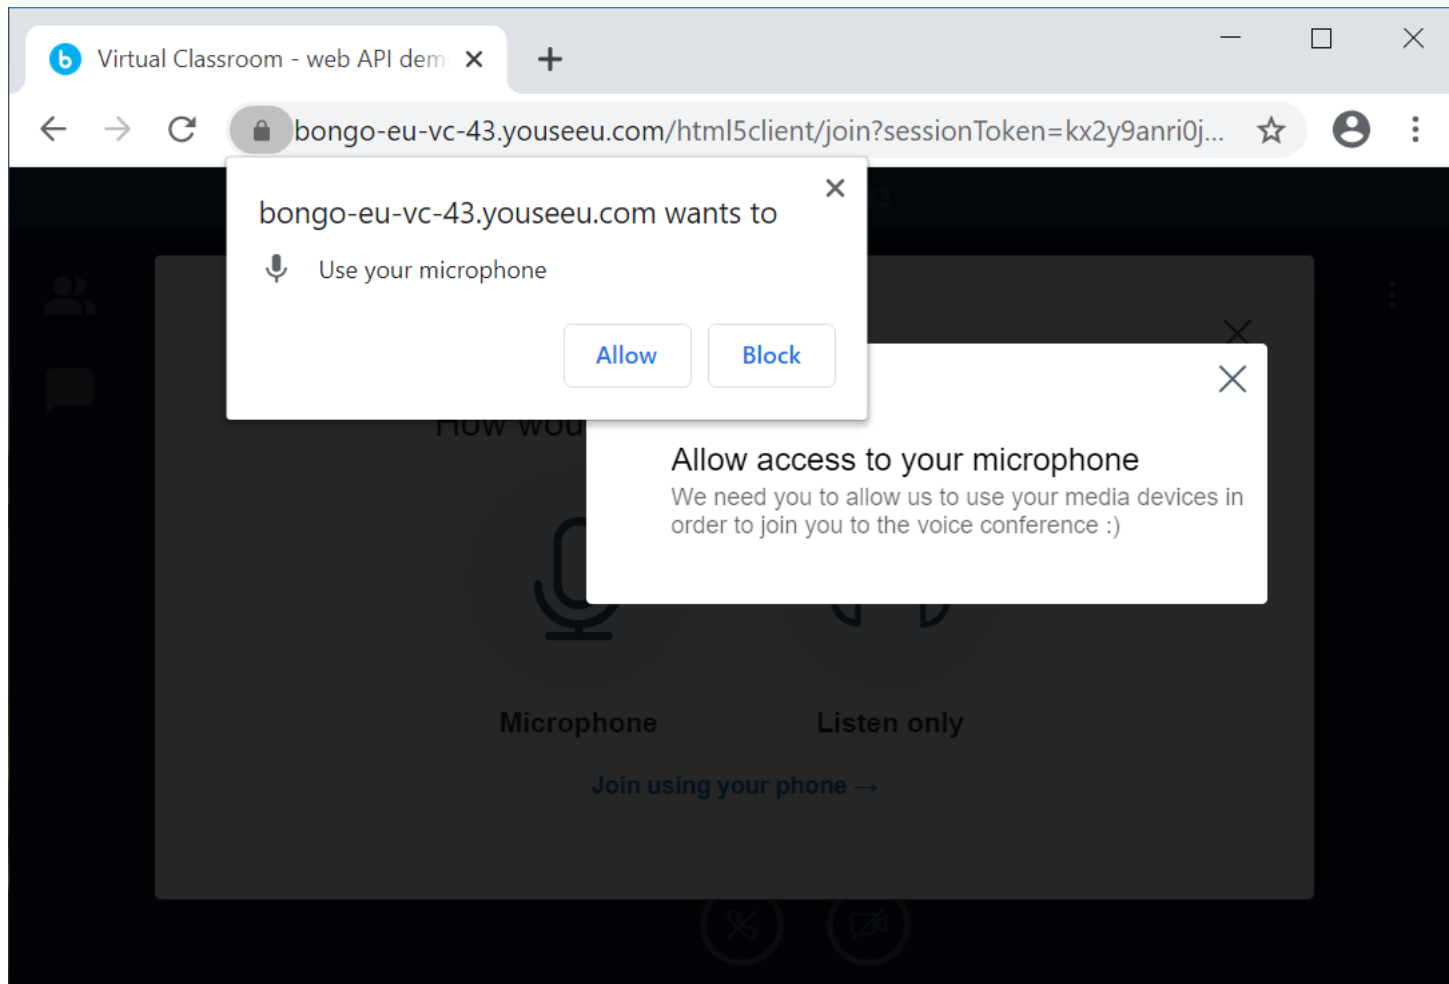 Virtual Classroom - web API dem
bongo-eu-vc-43.youseeu.com/html5client/join?sessionToken=kx2y9anri0j...
23
bongo-eu-vc-43.youseeu.com wants to
Use your microphone
Allow Block
How wou
Allow access to your microphone
We need you to allow us to use your media devices in
order to join you to the voice conference :)
Microphone Listen only
Join using your phone →